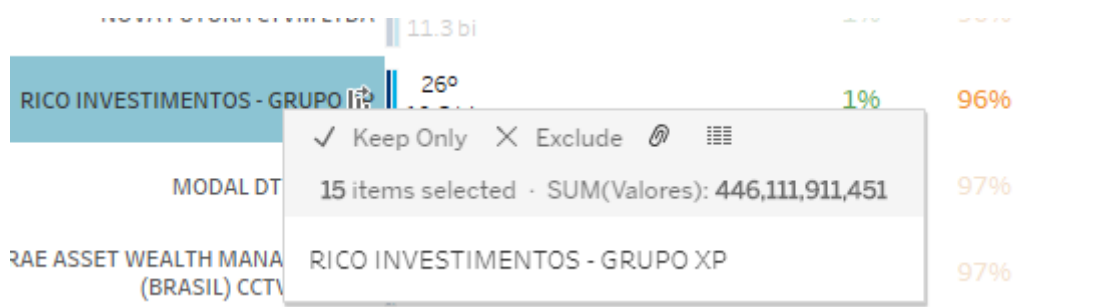 11.3 bi
RICO INVESTIMENTOS - GRUPO 26º 1% 96%
Keep Only Exclude
MODAL DT 97%
15 items selected · SUM(Valores): 446,111,911,451
RAE ASSET WEALTH MANA RICO INVESTIMENTOS - GRUPO XP 97%
(BRASIL) CCTV